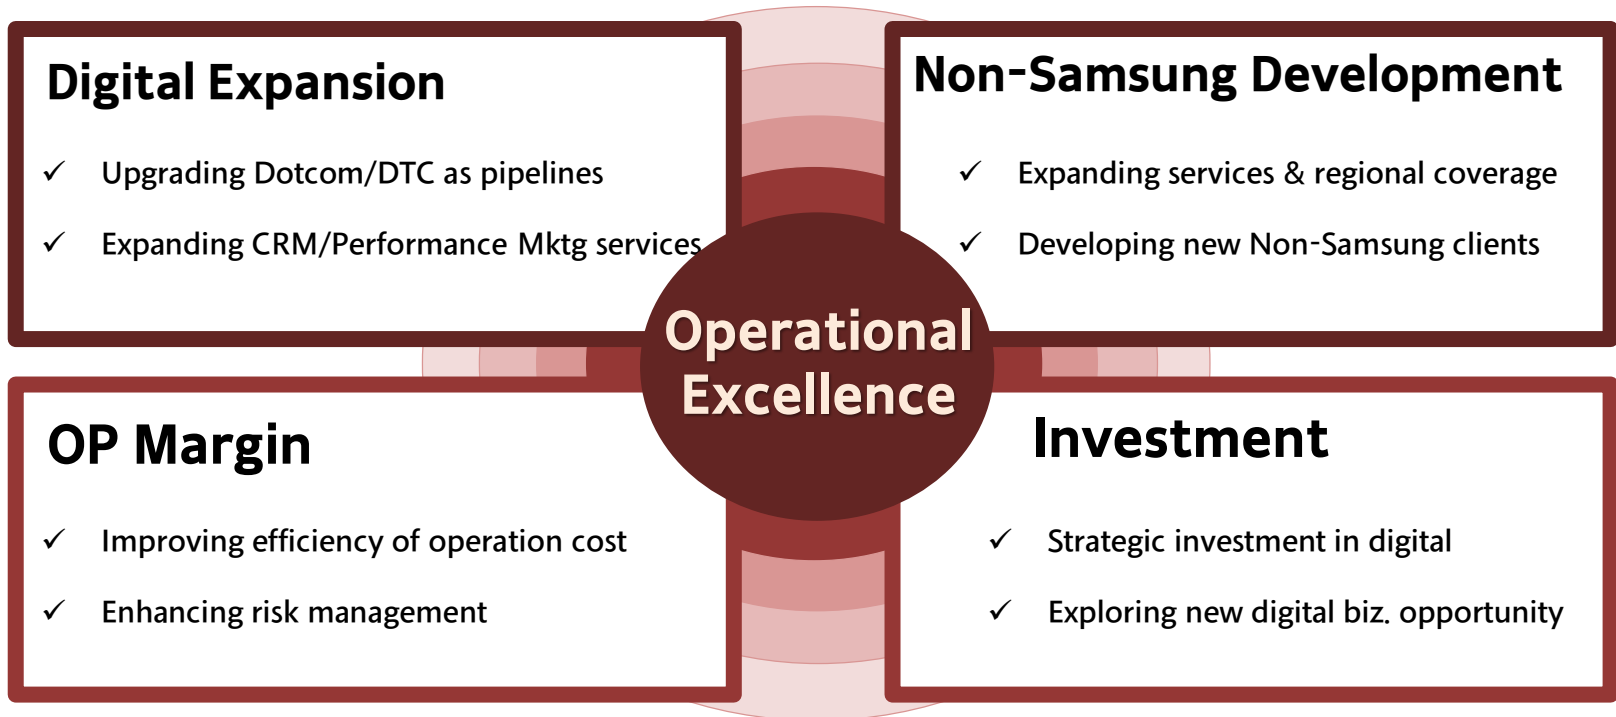 Digital Expansion
✓ Upgrading Dotcom/DTC as pipelines
✓ Expanding CRM/Performance Mktg services
Non-Samsung Development
✓ Expanding services & regional coverage
✓ Developing new Non-Samsung clients
Operational
Excellence
OP Margin
✓ Improving efficiency of operation cost
✓ Enhancing risk management
Investment
✓ Strategic investment in digital
✓ Exploring new digital biz. opportunity